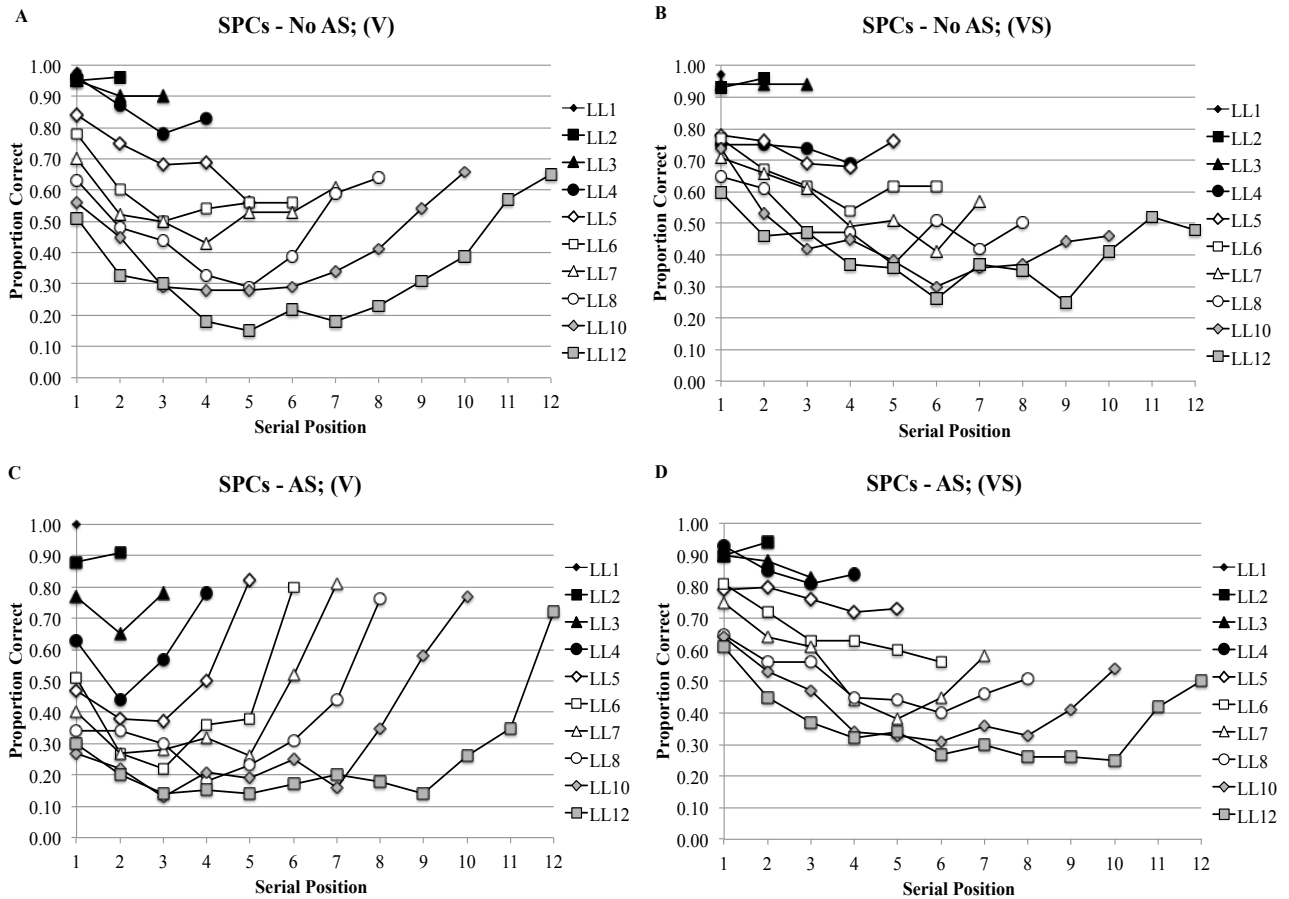 A
SPCs - No AS; (V)
Proportion Correct
1.00
0.90
0.80
0.70
0.60
0.50
0.40
0.30
0.20
0.10
0.00
1 2 3 4 5 6 7 8 9 10 11 12
Serial Position
LL1
LL2
LL3
LL4
LL5
LL6
LL7
LL8
LL10
LL12
B
SPCs - No AS; (VS)
Proportion Correct
1.00
0.90
0.80
0.70
0.60
0.50
0.40
0.30
0.20
0.10
0.00
1 2 3 4 5 6 7 8 9 10 11 12
Serial Position
LL1
LL2
LL3
LL4
LL5
LL6
LL7
LL8
LL10
LL12
C
SPCs - AS; (V)
Proportion Correct
1.00
0.90
0.80
0.70
0.60
0.50
0.40
0.30
0.20
0.10
0.00
1 2 3 4 5 6 7 8 9 10 11 12
Serial Position
LL1
LL2
LL3
LL4
LL5
LL6
LL7
LL8
LL10
LL12
D
SPCs - AS; (VS)
Proportion Correct
1.00
0.90
0.80
0.70
0.60
0.50
0.40
0.30
0.20
0.10
0.00
1 2 3 4 5 6 7 8 9 10 11 12
Serial Position
LL1
LL2
LL3
LL4
LL5
LL6
LL7
LL8
LL10
LL12